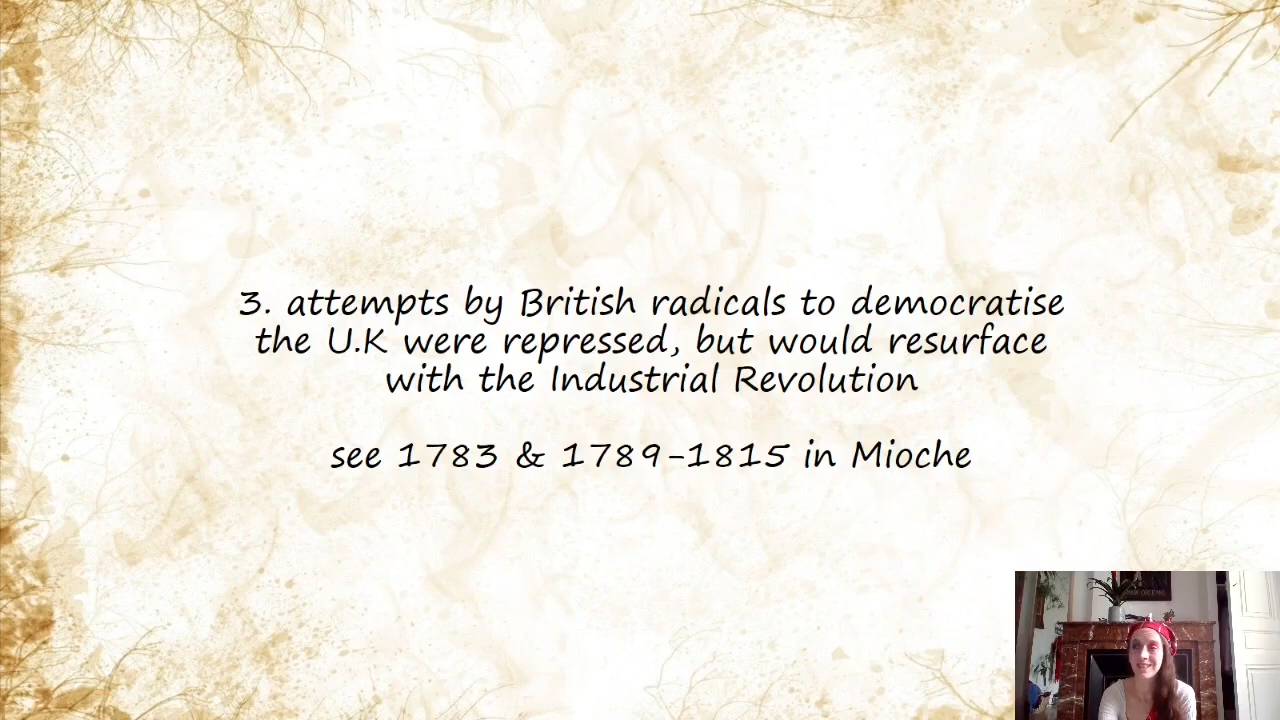 3. attempts by British radicals to democratise
the U.K were repressed, but would resurface
with the Industrial Revolution
see 1783 & 1789-1815 in Mioche